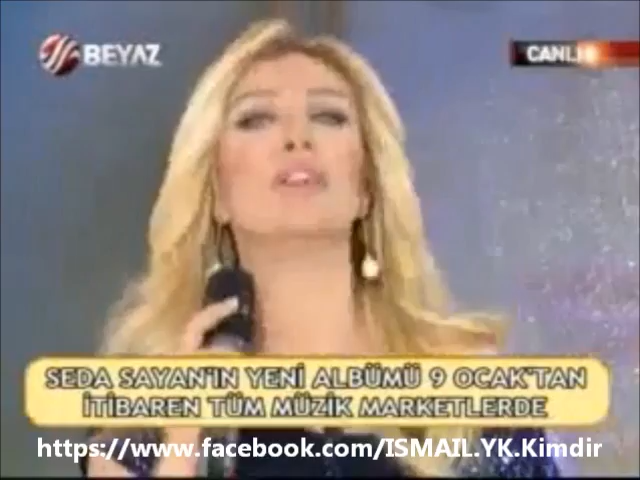 BEYAZ
CANLI
SEDA SAYAN'IN YENİ ALBÜMÜ 9 OCAK'TAN
İTİBAREN TÜM MÜZİK MARKETLERDE
https://www.facebook.com/ISMAIL.YK.Kimdir